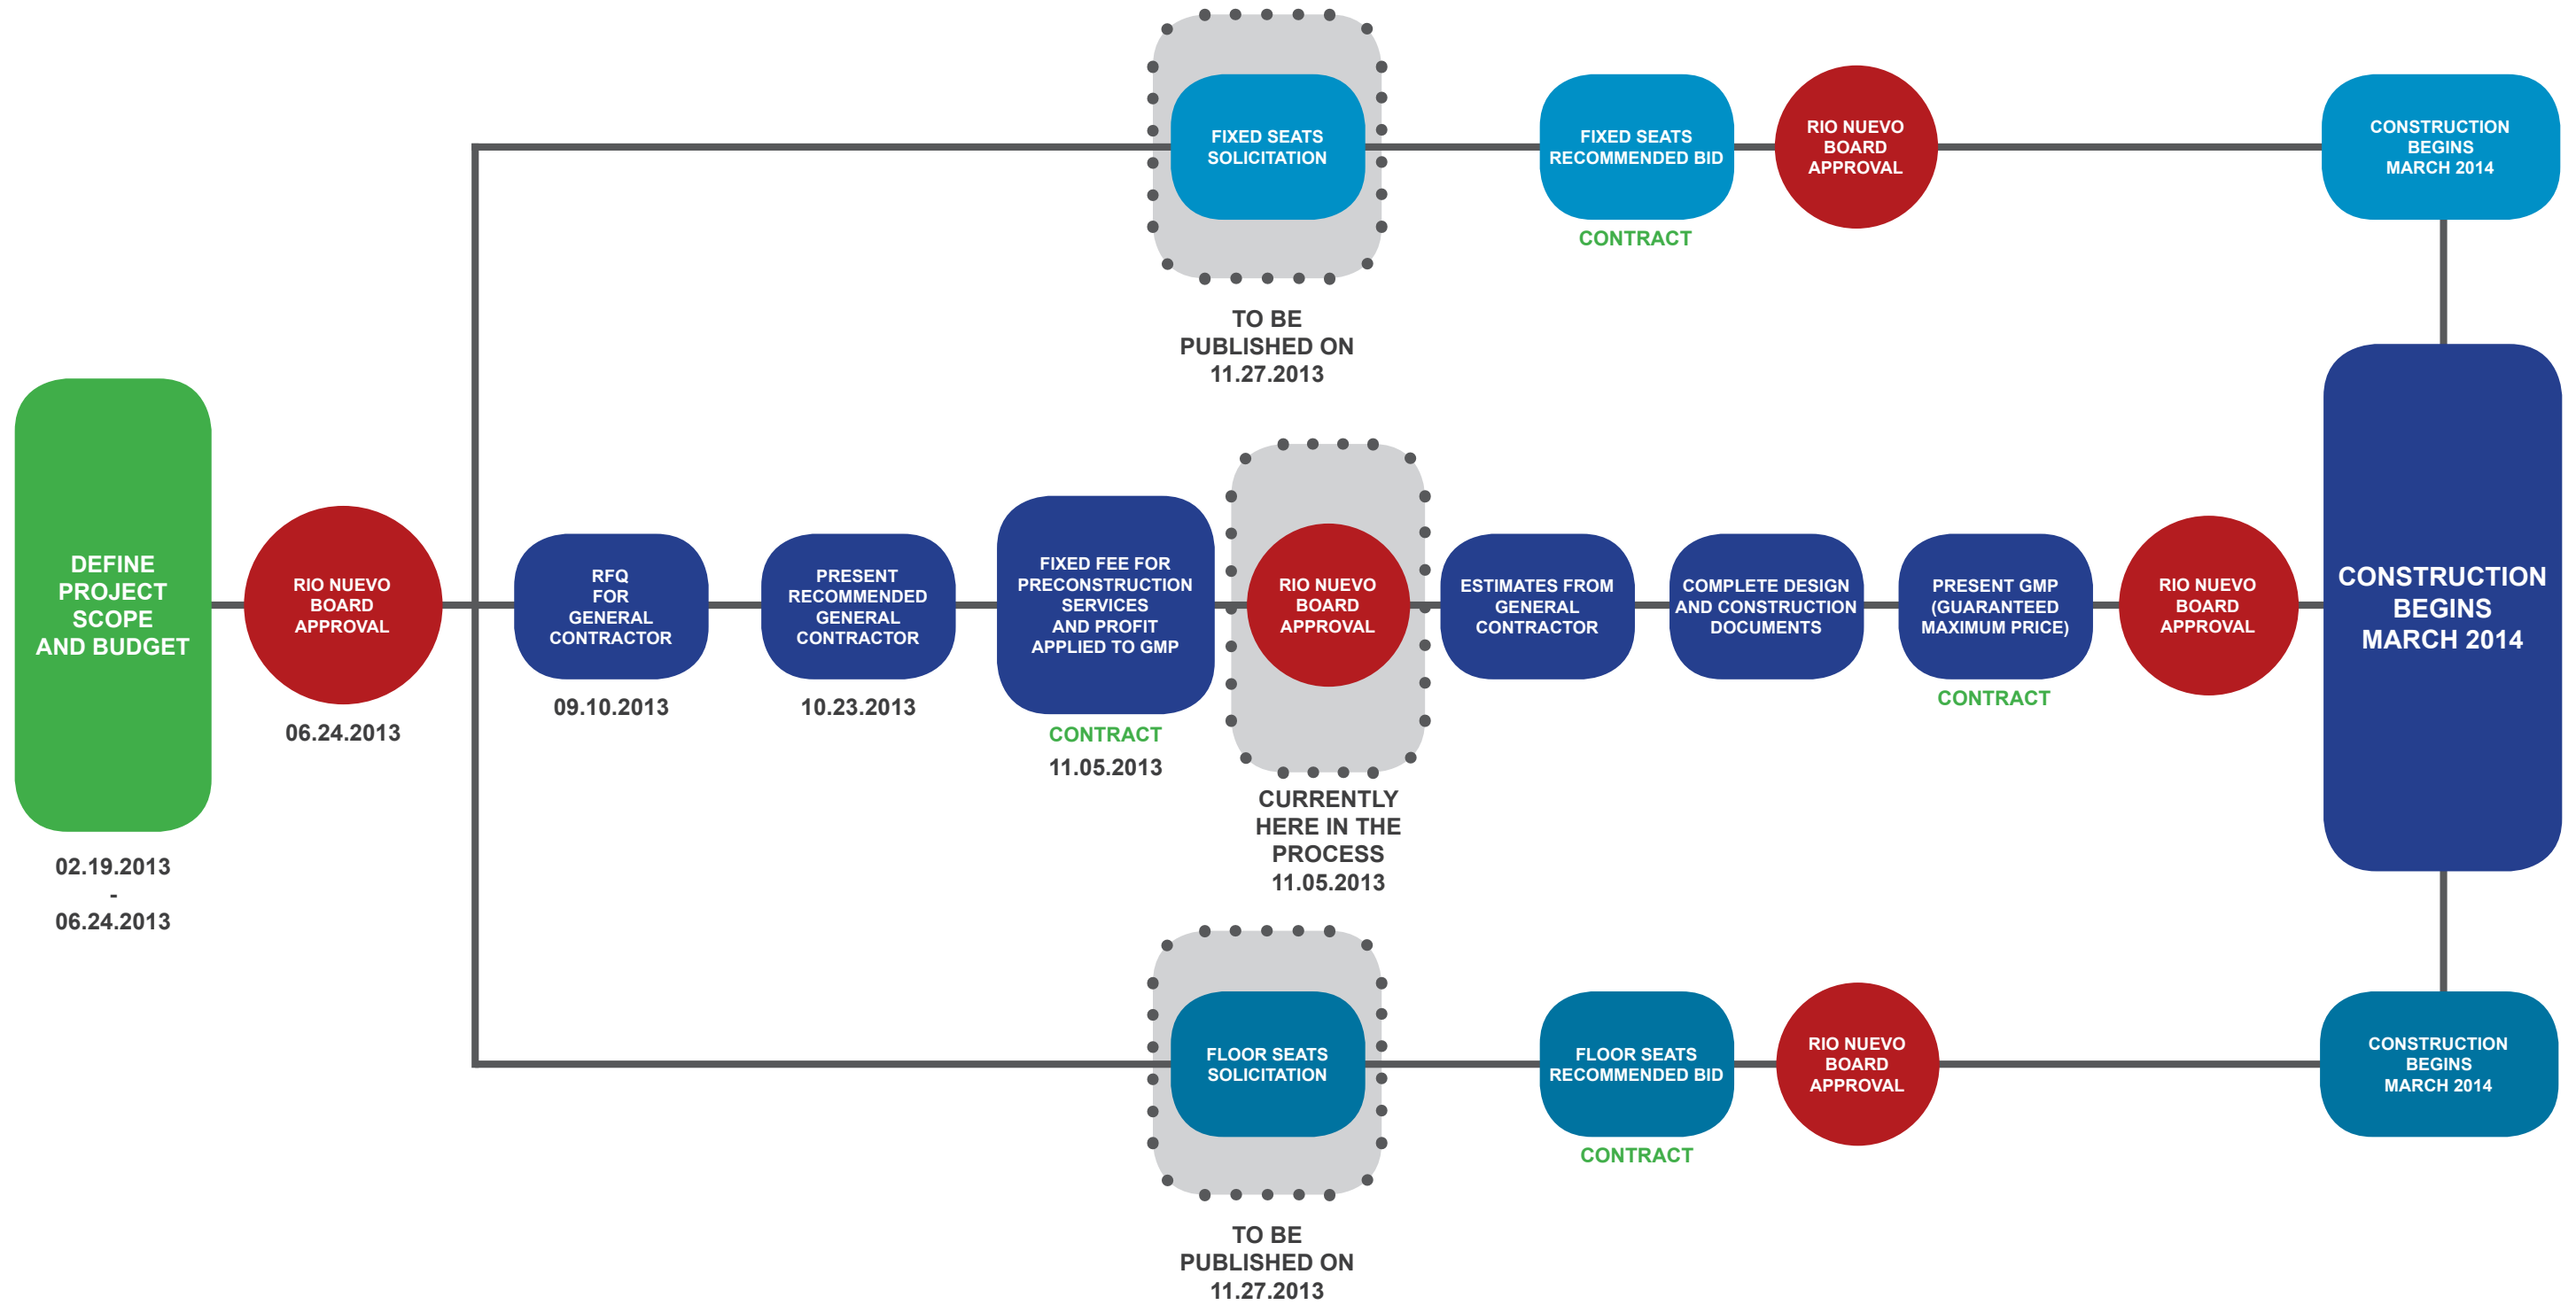 FIXED SEATS
SOLICITATION
TO BE
PUBLISHED ON
11.27.2013
FIXED SEATS
RECOMMENDED BID
CONTRACT
RIO NUEVO
BOARD
APPROVAL
CONSTRUCTION
BEGINS
MARCH 2014
DEFINE
PROJECT
SCOPE
AND BUDGET
02.19.2013
-
06.24.2013
RIO NUEVO
BOARD
APPROVAL
06.24.2013
RFQ
FOR
GENERAL
CONTRACTOR
09.10.2013
PRESENT
RECOMMENDED
GENERAL
CONTRACTOR
10.23.2013
FIXED FEE FOR
PRECONSTRUCTION
SERVICES
AND PROFIT
APPLIED TO GMP
CONTRACT
11.05.2013
RIO NUEVO
BOARD
APPROVAL
CURRENTLY
HERE IN THE
PROCESS
11.05.2013
ESTIMATES FROM
GENERAL
CONTRACTOR
COMPLETE DESIGN
AND CONSTRUCTION
DOCUMENTS
PRESENT GMP
(GUARANTEED
MAXIMUM PRICE)
CONTRACT
RIO NUEVO
BOARD
APPROVAL
CONSTRUCTION
BEGINS
MARCH 2014
FLOOR SEATS
SOLICITATION
TO BE
PUBLISHED ON
11.27.2013
FLOOR SEATS
RECOMMENDED BID
CONTRACT
RIO NUEVO
BOARD
APPROVAL
CONSTRUCTION
BEGINS
MARCH 2014